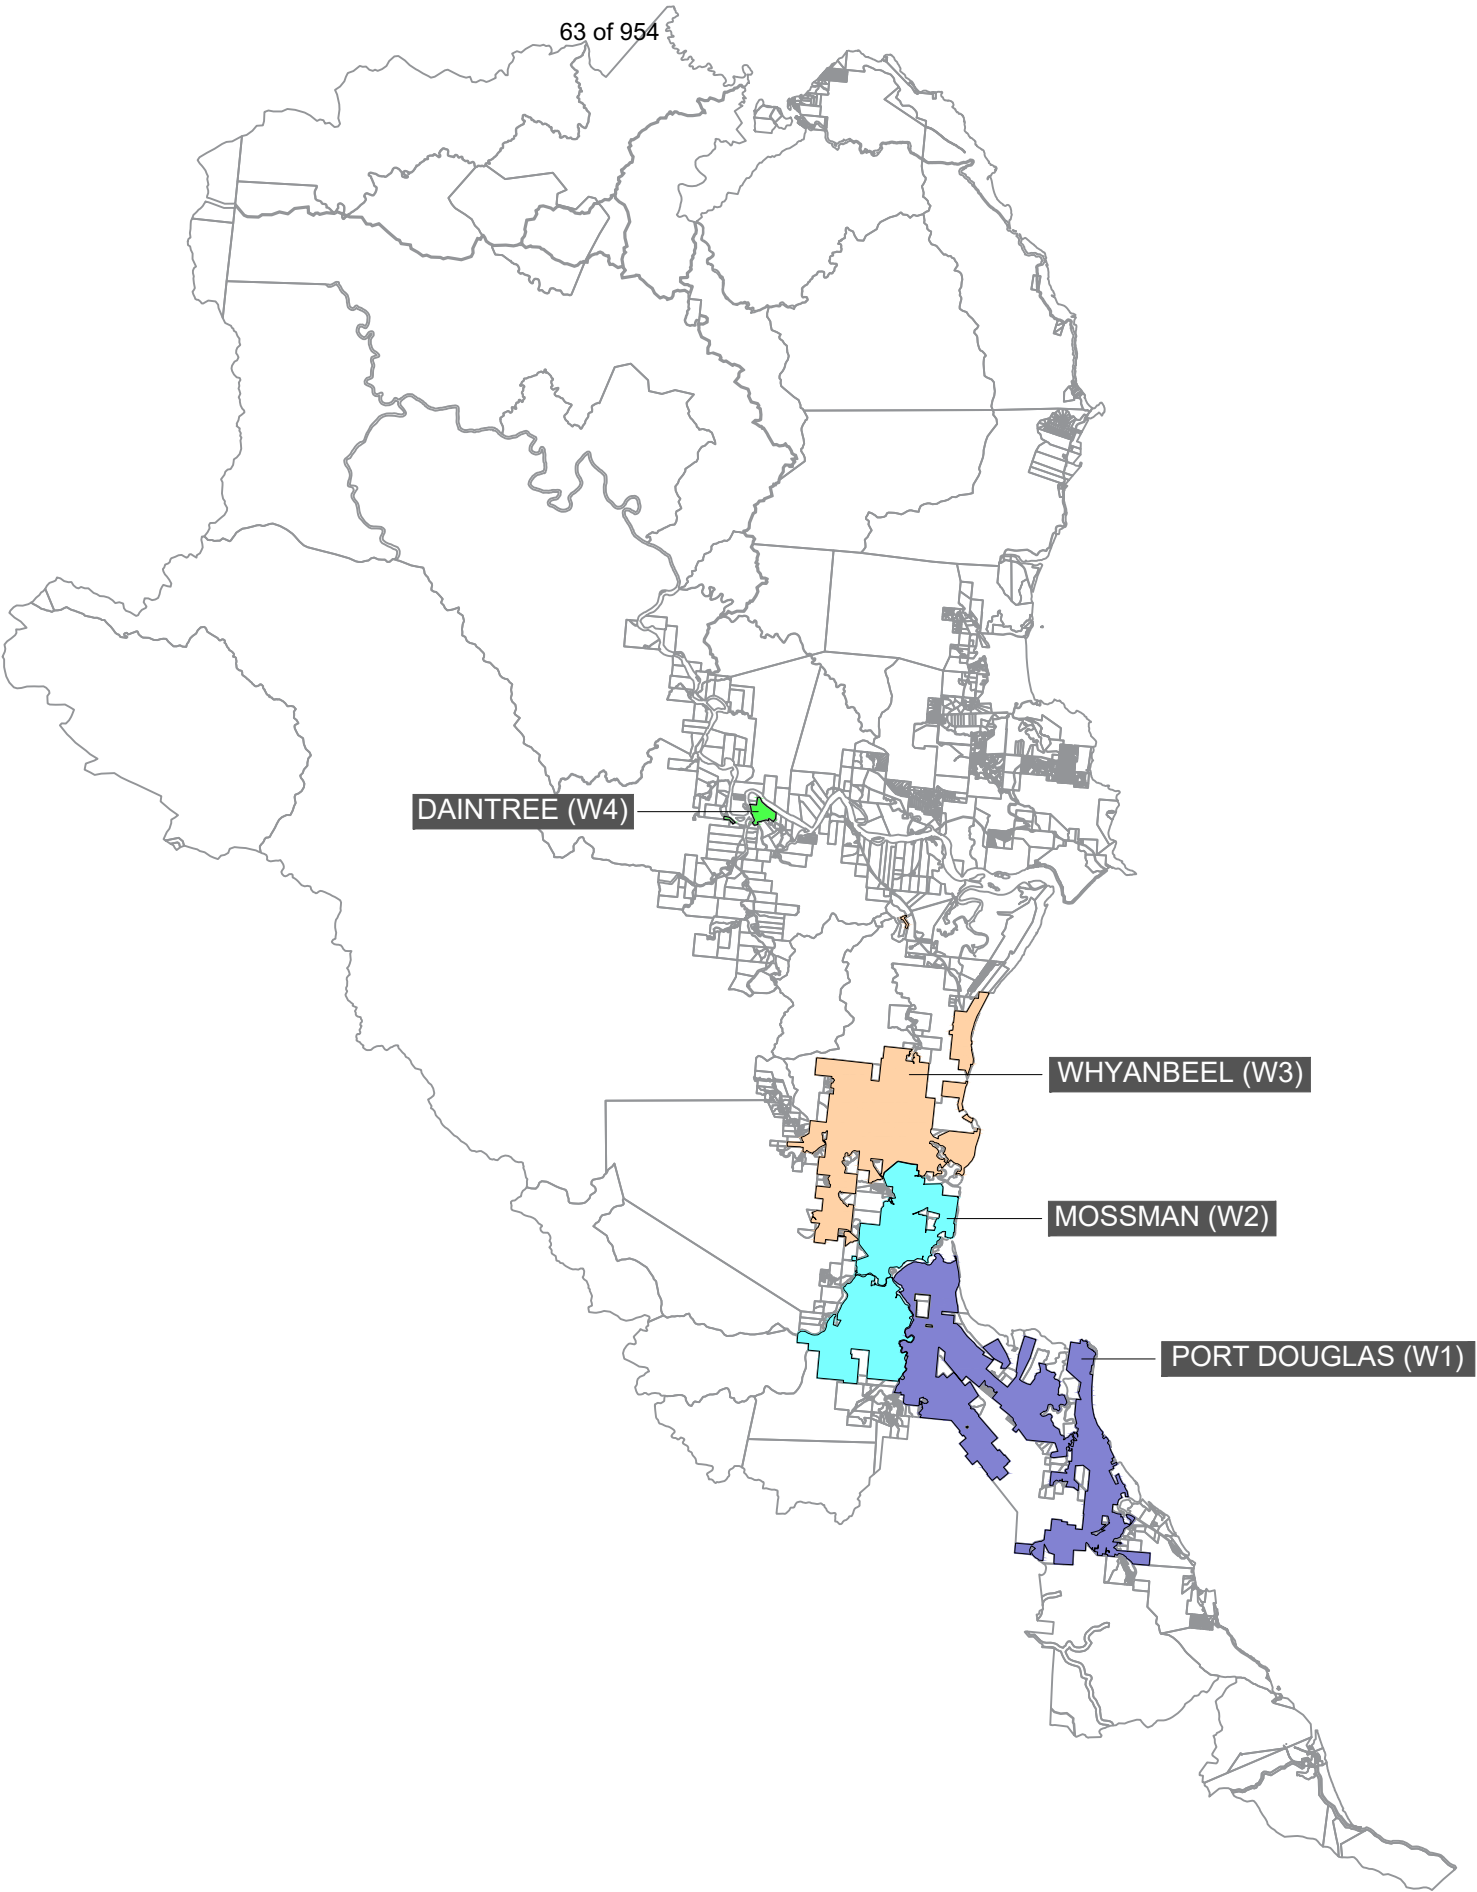 63 of 954
DAINTREE (W4)
WHYANBEEL (W3)
MOSSMAN (W2)
PORT DOUGLAS (W1)